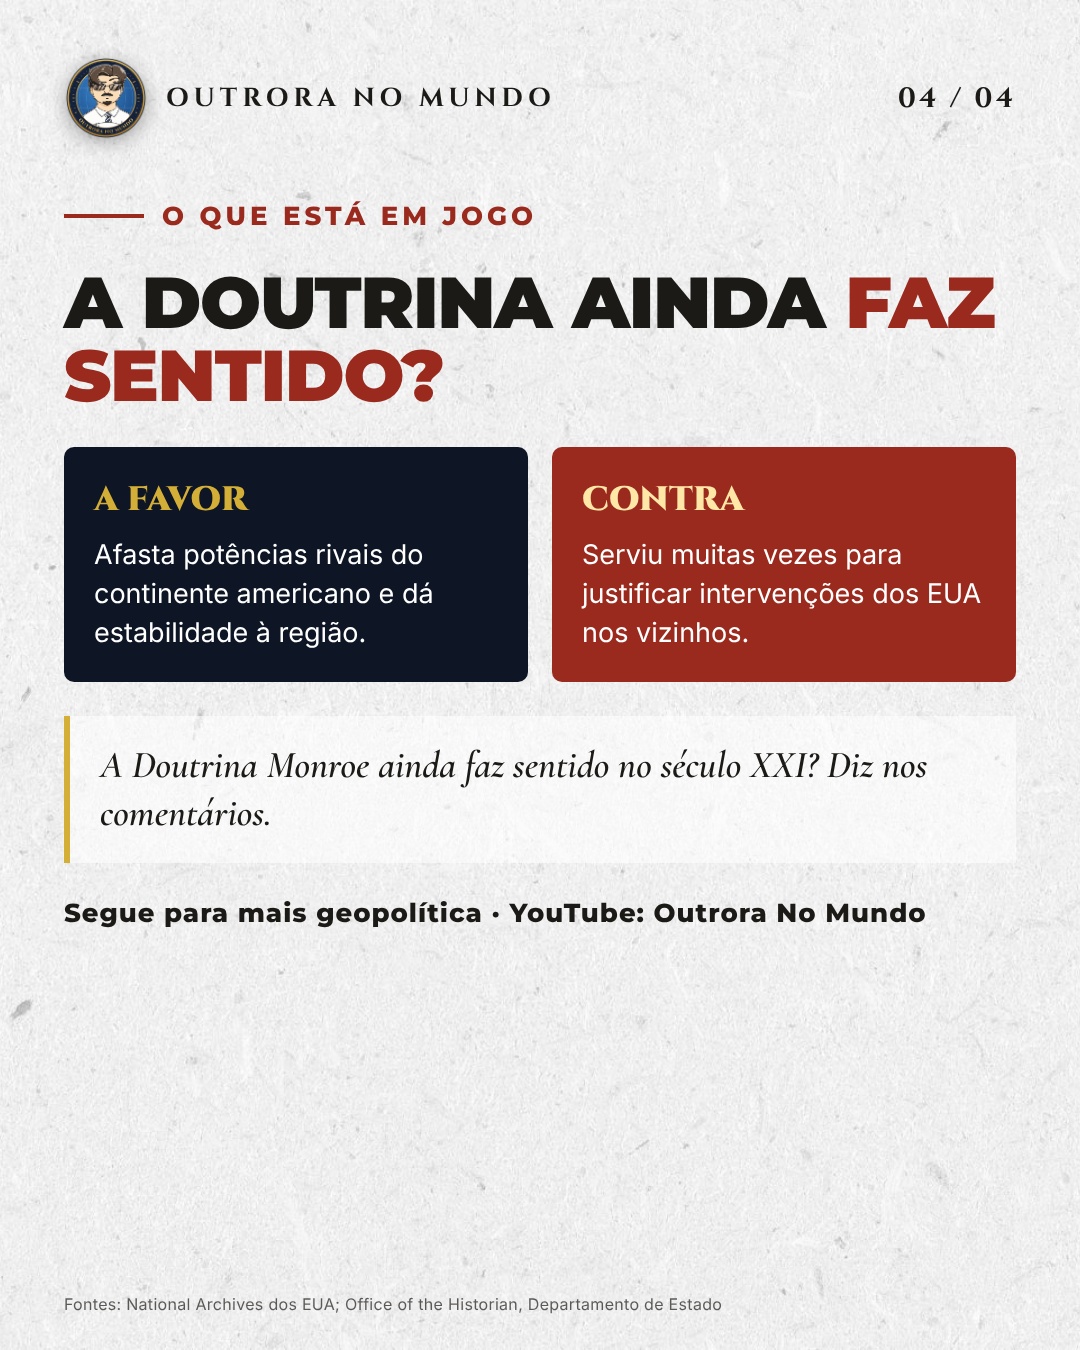 OUTRORA NO MUNDO
04 / 04
O QUE ESTÁ EM JOGO
A DOUTRINA AINDA FAZ
SENTIDO?
A FAVOR
Afasta potências rivais do
continente americano e dá
estabilidade à região.
CONTRA
Serviu muitas vezes para
justificar intervenções dos EUA
nos vizinhos.
A Doutrina Monroe ainda faz sentido no século XXI? Diz nos
comentários.
Segue para mais geopolítica · YouTube: Outrora No Mundo
Fontes: National Archives dos EUA; Office of the Historian, Departamento de Estado